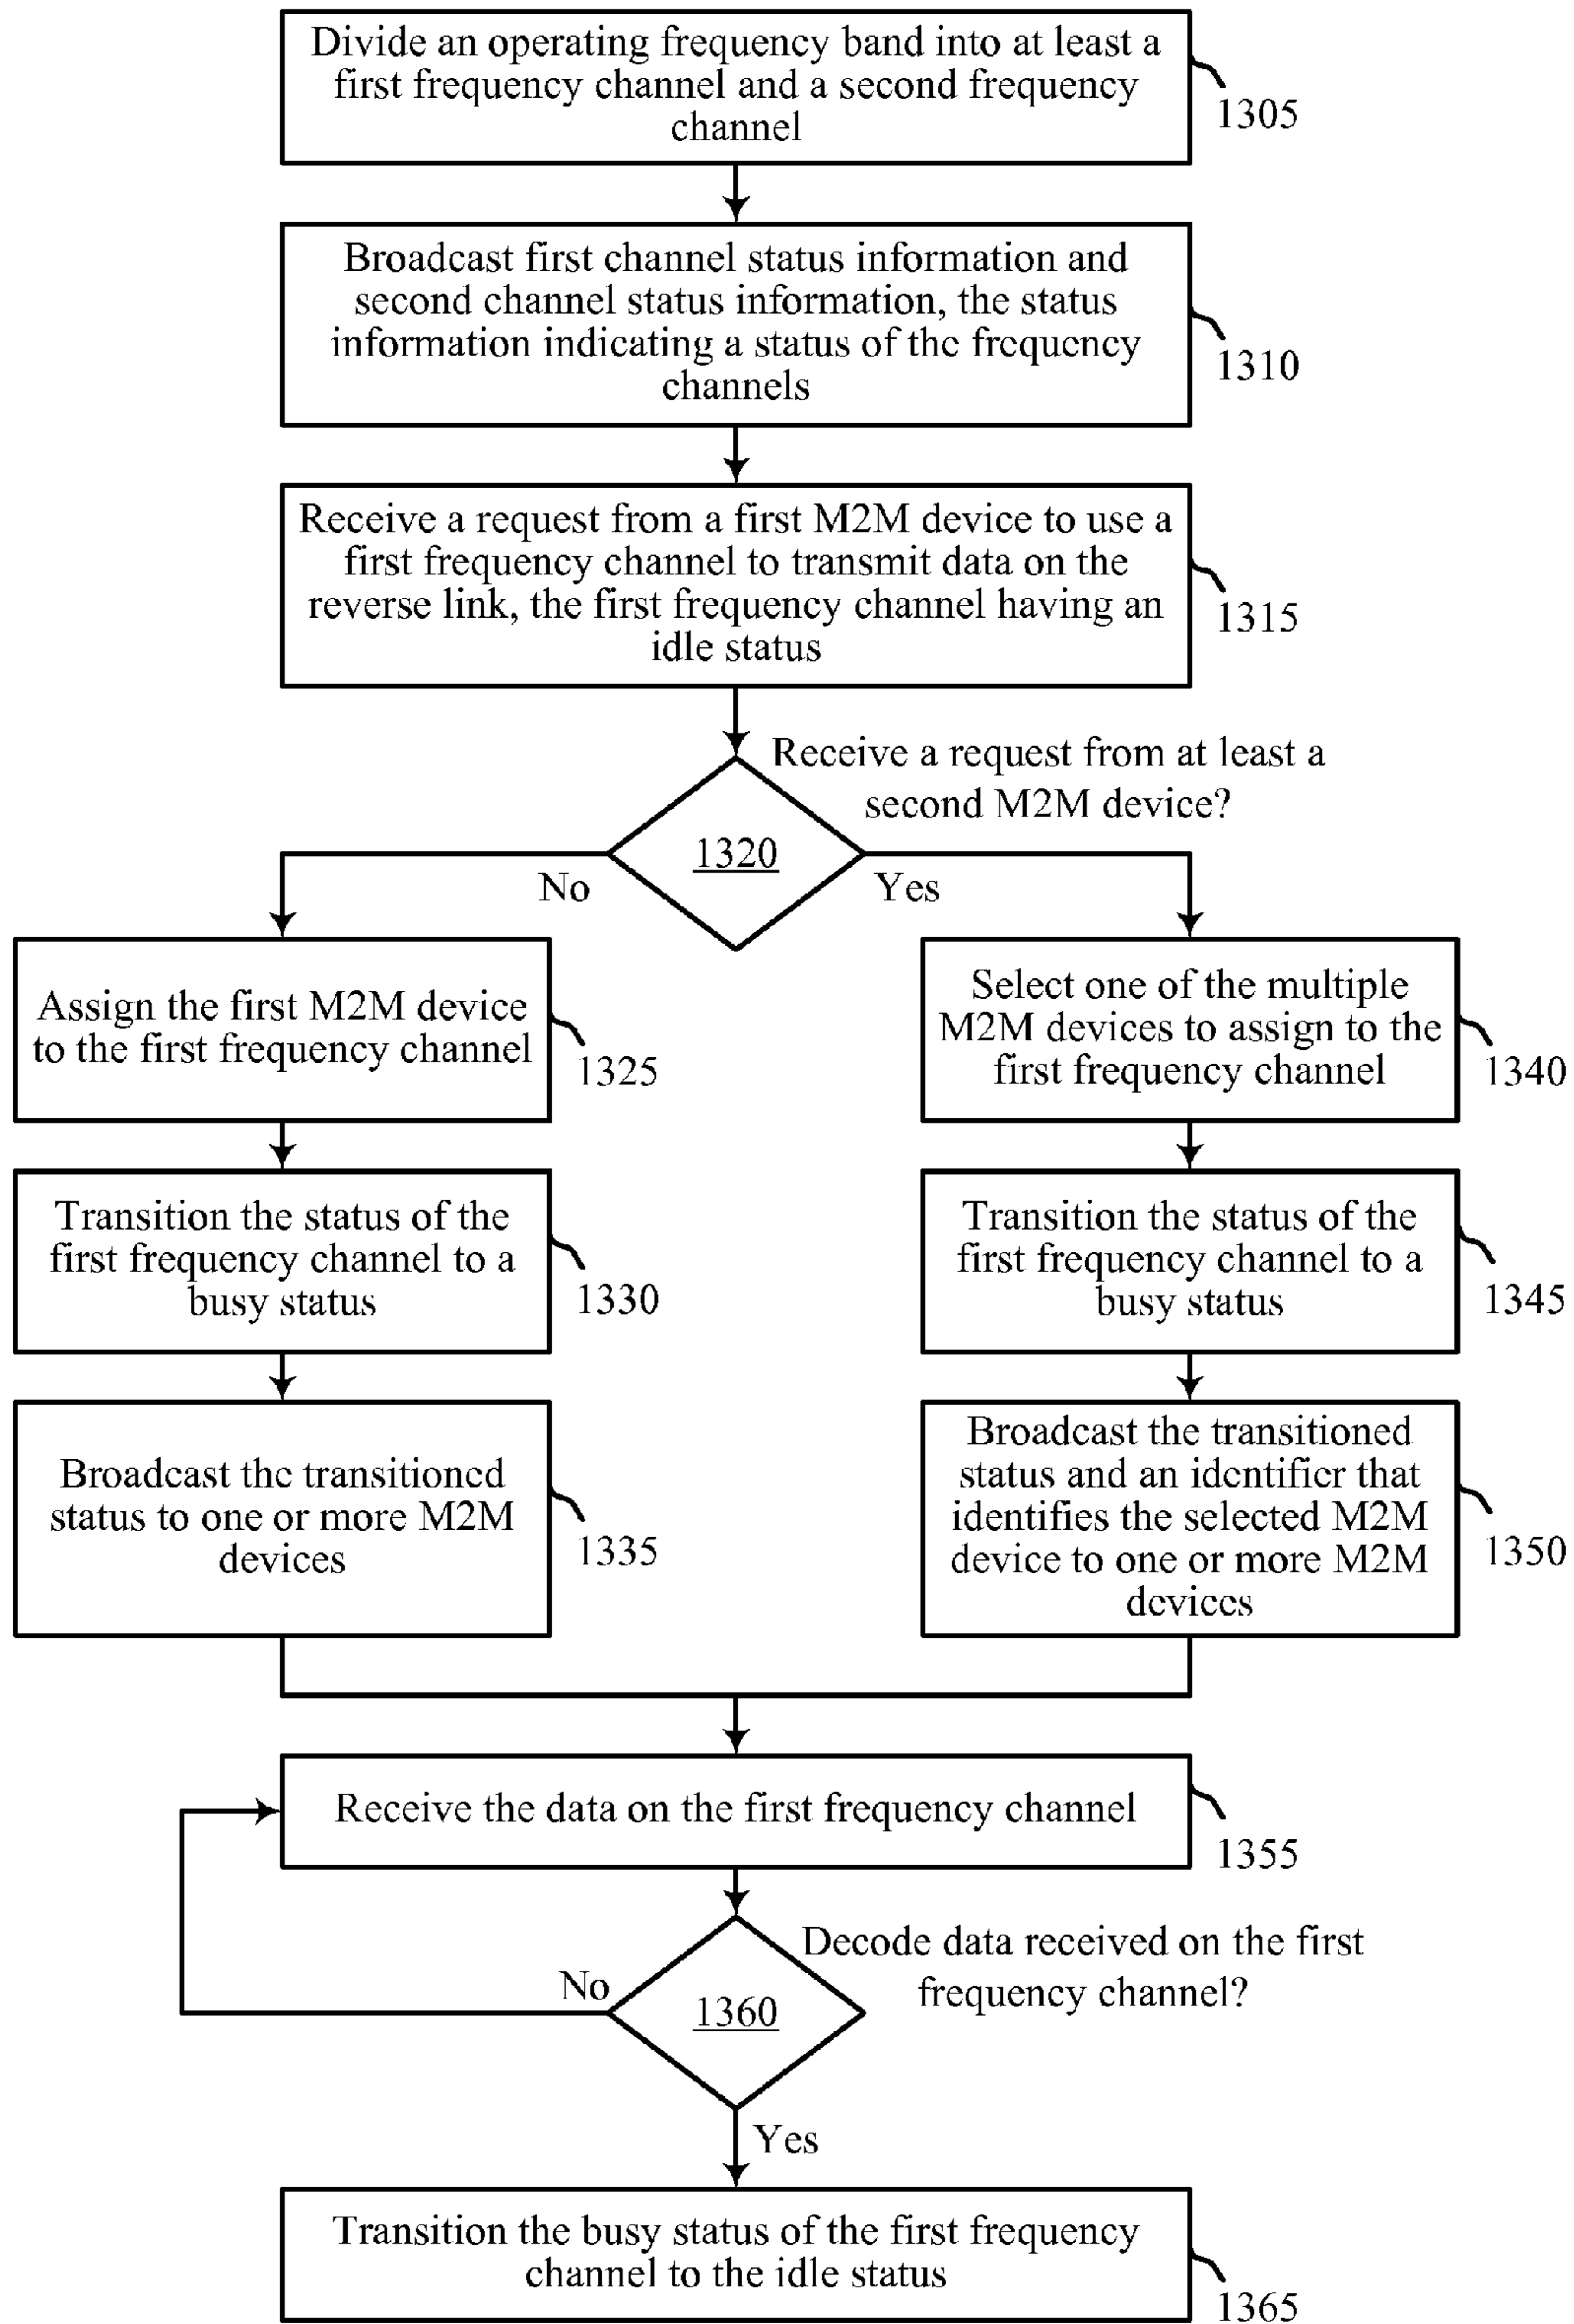 Divide an operating frequency band into at least a
first frequency channel and a second frequency
channel
1305
Broadcast first channel status information and
second channel status information, the status
information indicating a status of the frequency
channels
1310
Receive a request from a first M2M device to use a
first frequency channel to transmit data on the
reverse link, the first frequency channel having an
idle status
1315
Receive a request from at least a
second M2M device?
1320
No
Yes
Assign the first M2M device
to the first frequency channel
1325
Select one of the multiple
M2M devices to assign to the
first frequency channel
1340
Transition the status of the
first frequency channel to a
busy status
1330
Transition the status of the
first frequency channel to a
busy status
1345
Broadcast the transitioned
status to one or more M2M
devices
1335
Broadcast the transitioned
status and an identifier that
identifies the selected M2M
device to one or more M2M
devices
1350
Receive the data on the first frequency channel
1355
Decode data received on the first
frequency channel?
No
1360
Yes
Transition the busy status of the first frequency
channel to the idle status
1365